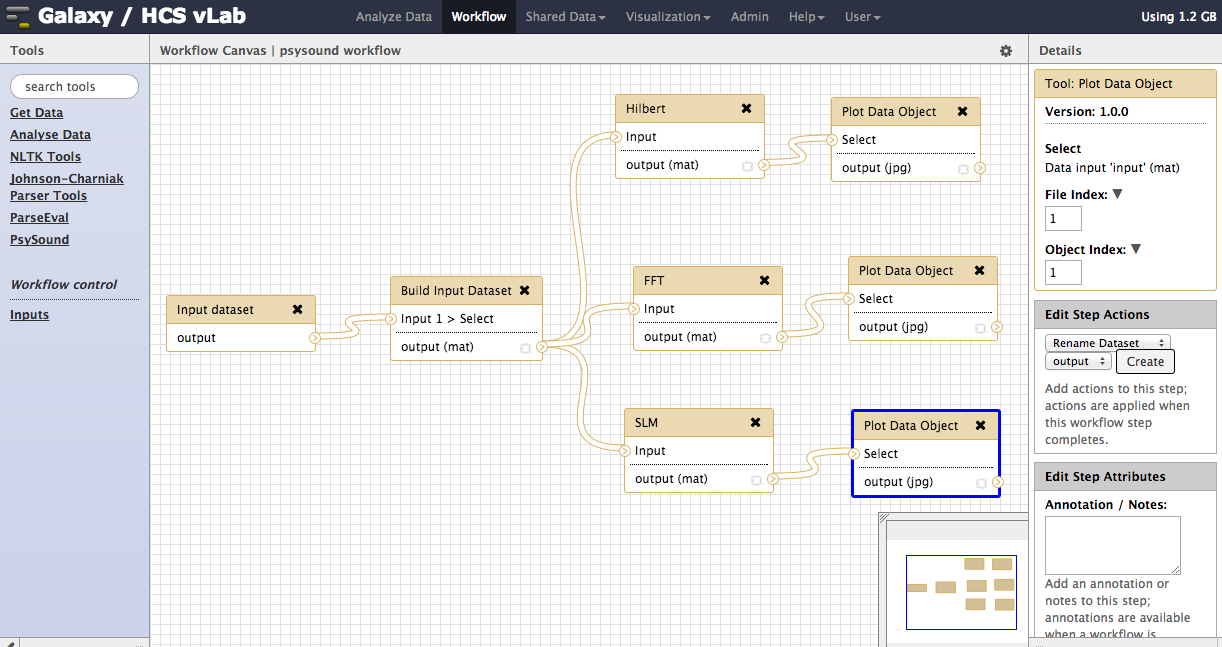 Galaxy / HCS vLab
Analyze Data
Workflow
Shared Data
Visualization
Admin
Help
User
Using 1.2 GB
Tools
search tools
Get Data
Analyse Data
NLTK Tools
Johnson-Charniak
Parser Tools
ParseEval
PsySound
Workflow control
Inputs
Workflow Canvas | psysound workflow
Input dataset
output
Build Input Dataset
Input 1 > Select
output (mat)
Hilbert
Input
output (mat)
Plot Data Object
Select
output (jpg)
FFT
Input
output (mat)
Plot Data Object
Select
output (jpg)
SLM
Input
output (mat)
Plot Data Object
Select
output (jpg)
Details
Tool: Plot Data Object
Version: 1.0.0
Select
Data input 'input' (mat)
File Index:
1
Object Index:
1
Edit Step Actions
Rename Dataset
output
Create
Add actions to this step;
actions are applied when
this workflow step
completes.
Edit Step Attributes
Annotation / Notes:
Add an annotation or
notes to this step;
annotations are available
when a workflow is